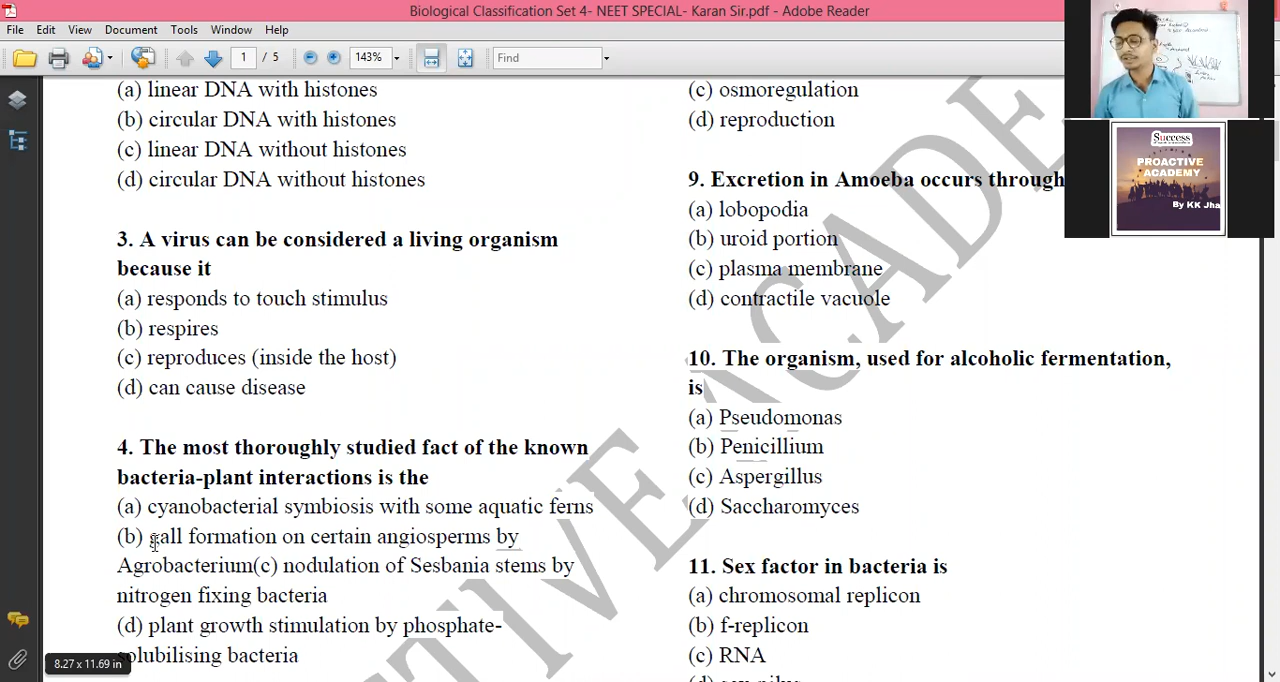 Biological Classification Set 4- NEET SPECIAL- Karan Sir.pdf - Adobe Reader
File Edit View Document Tools Window Help
1 / 5 143% Find
(a) linear DNA with histones
(b) circular DNA with histones
(c) linear DNA without histones
(d) circular DNA without histones
3. A virus can be considered a living organism
because it
(a) responds to touch stimulus
(b) respires
(c) reproduces (inside the host)
(d) can cause disease
4. The most thoroughly studied fact of the known
bacteria-plant interactions is the
(a) cyanobacterial symbiosis with some aquatic ferns
(b) gall formation on certain angiosperms by
Agrobacterium(c) nodulation of Sesbania stems by
nitrogen fixing bacteria
(d) plant growth stimulation by phosphate-
solubilising bacteria
8.27 x 11.69 in
(c) osmoregulation
(d) reproduction
9. Excretion in Amoeba occurs through
(a) lobopodia
(b) uroid portion
(c) plasma membrane
(d) contractile vacuole
10. The organism, used for alcoholic fermentation,
is
(a) Pseudomonas
(b) Penicillium
(c) Aspergillus
(d) Saccharomyces
11. Sex factor in bacteria is
(a) chromosomal replicon
(b) f-replicon
(c) RNA
Success
PROACTIVE
ACADEMY
By KK Jha